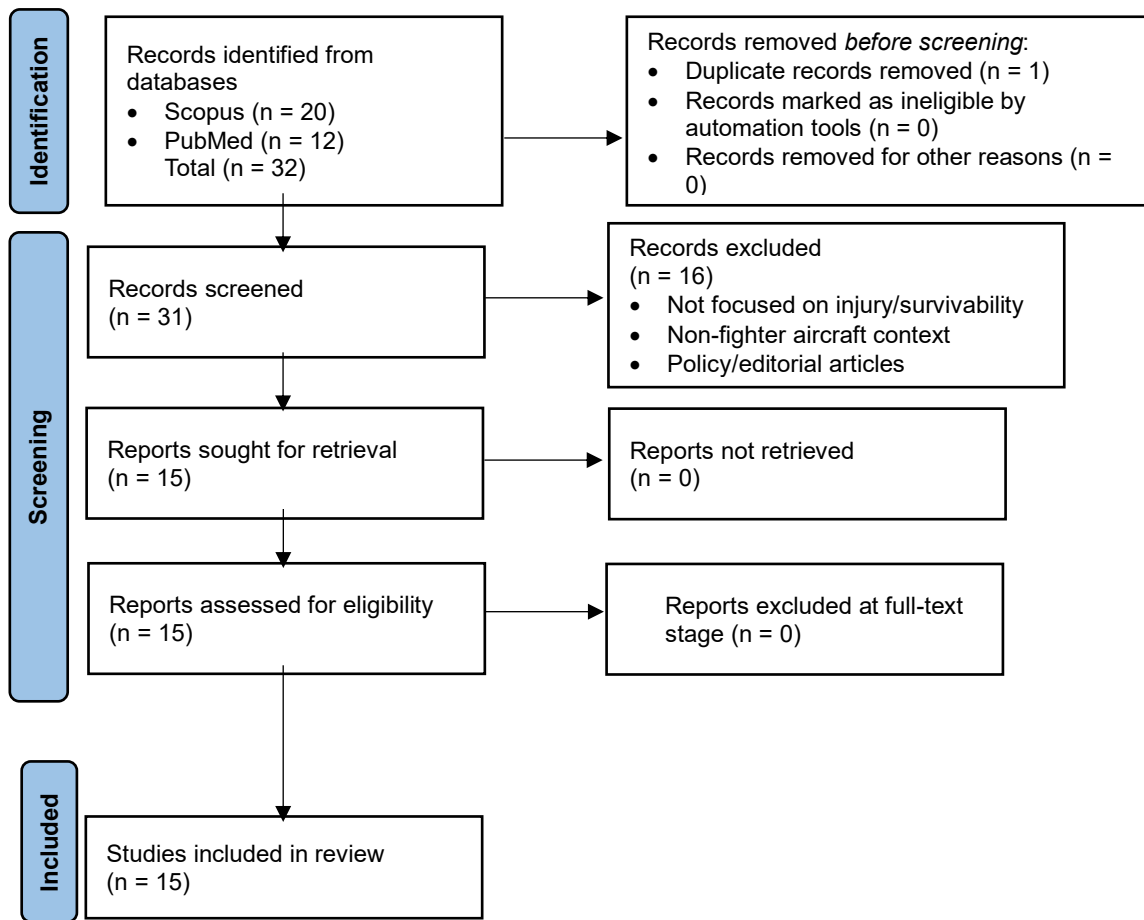 Identification
Records identified from
databases
• Scopus (n = 20)
• PubMed (n = 12)
Total (n = 32)
Records removed before screening:
• Duplicate records removed (n = 1)
• Records marked as ineligible by
automation tools (n = 0)
• Records removed for other reasons (n =
0)
Screening
Records screened
(n = 31)
Records excluded
(n = 16)
• Not focused on injury/survivability
• Non-fighter aircraft context
• Policy/editorial articles
Reports sought for retrieval
(n = 15)
Reports not retrieved
(n = 0)
Reports assessed for eligibility
(n = 15)
Reports excluded at full-text
stage (n = 0)
Included
Studies included in review
(n = 15)